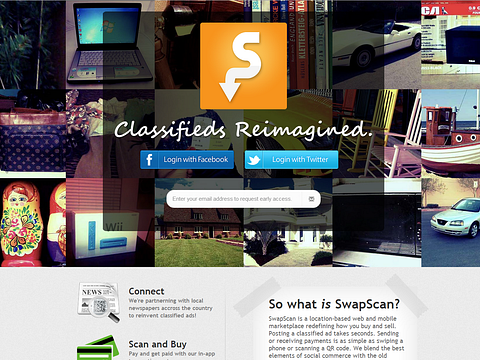 S
Classifieds Reimagined.
f Login with Facebook
Login with Twitter
Enter your email address to request early access.
Wii
NEWS
Connect
We're partnerning with local
newspapers accross the country
to reinvent classified ads!
Scan and Buy
Pay and get paid with our in-app
So what is SwapScan?
SwapScan is a location-based web and mobile
marketplace redefining how you buy and sell.
Posting a classified ad takes seconds. Sending
or receiving payments is as simple as swiping a
phone or scanning a QR code. We blend the best
elements of social commerce with the old